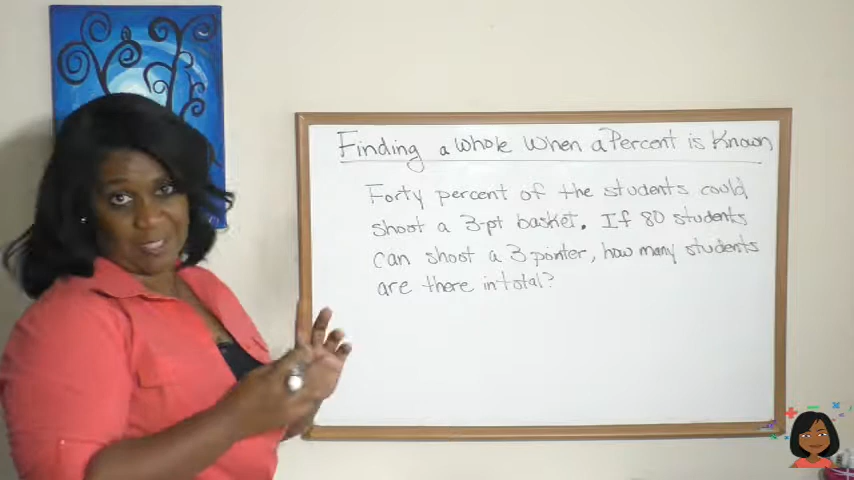 Finding a Whole When a Percent is Known
Forty percent of the students could
shoot a 3-pt basket. If 80 students
can shoot a 3 pointer, how many students
are there in total?